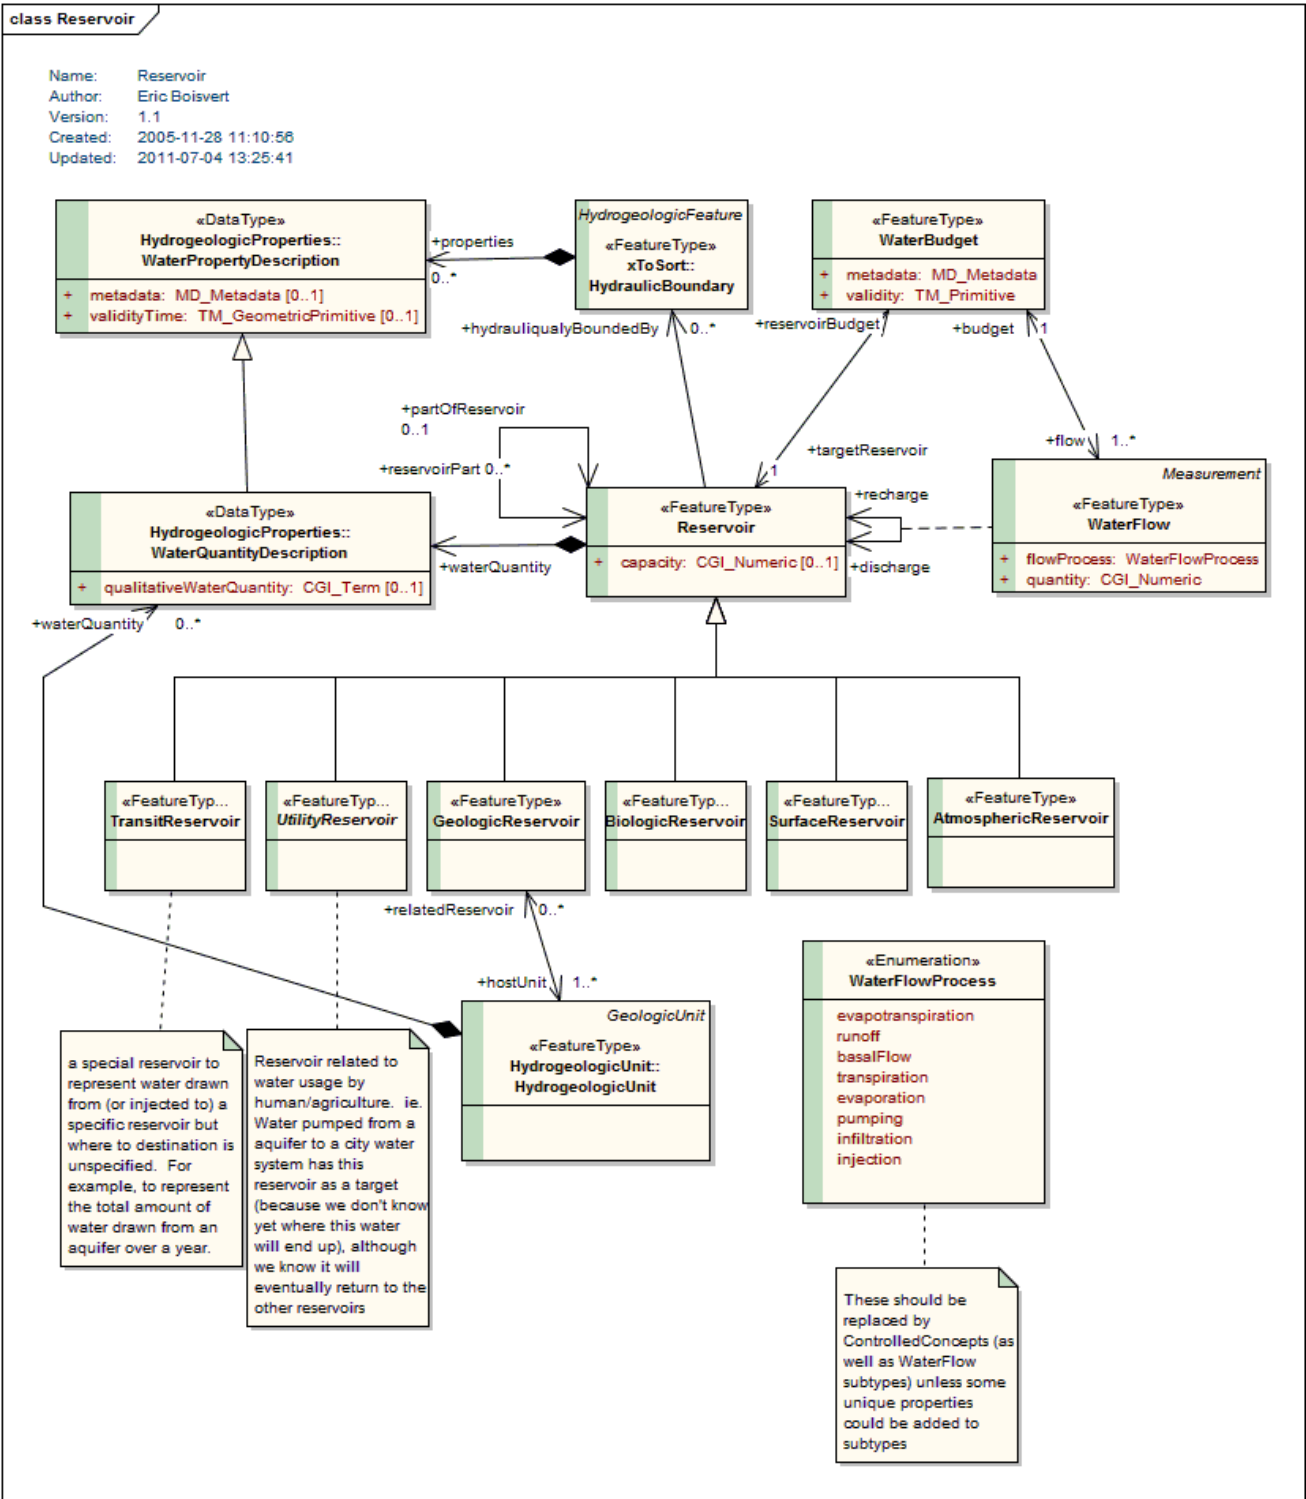 class Reservoir
Name: Reservoir
Author: Eric Boisvert
Version: 1.1
Created: 2005-11-28 11:10:56
Updated: 2011-07-04 13:25:41
«DataType»
HydrogeologicProperties::
WaterPropertyDescription
+ metadata: MD_Metadata [0..1]
+ validityTime: TM_GeometricPrimitive [0..1]
+properties
0..*
HydrogeologicFeature
«FeatureType»
xToSort::
HydraulicBoundary
«FeatureType»
WaterBudget
+ metadata: MD_Metadata
+ validity: TM_Primitive
+hydrauliqualyBoundedBy
0..*
+reservoirBudget
+budget
1
+partOfReservoir
0..1
+reservoirPart 0..*
+targetReservoir
1
+flow
1..*
«DataType»
HydrogeologicProperties::
WaterQuantityDescription
+ qualitativeWaterQuantity: CGI_Term [0..1]
+waterQuantity
«FeatureType»
Reservoir
+ capacity: CGI_Numeric [0..1]
+recharge
+discharge
Measurement
«FeatureType»
WaterFlow
+ flowProcess: WaterFlowProcess
+ quantity: CGI_Numeric
+waterQuantity
0..*
«FeatureTyp...
TransitReservoir
«FeatureTyp...
UtilityReservoir
«FeatureType»
GeologicReservoir
«FeatureTyp...
BiologicReservoir
«FeatureTyp...
SurfaceReservoir
«FeatureType»
AtmosphericReservoir
+relatedReservoir
0..*
+hostUnit
1..*
GeologicUnit
«FeatureType»
HydrogeologicUnit::
HydrogeologicUnit
«Enumeration»
WaterFlowProcess
evapotranspiration
runoff
basalFlow
transpiration
evaporation
pumping
infiltration
injection
a special reservoir to
represent water drawn
from (or injected to) a
specific reservoir but
where to destination is
unspecified. For
example, to represent
the total amount of
water drawn from an
aquifer over a year.
Reservoir related to
water usage by
human/agriculture. ie.
Water pumped from a
aquifer to a city water
system has this
reservoir as a target
(because we don't know
yet where this water
will end up), although
we know it will
eventually return to the
other reservoirs
These should be
replaced by
ControlledConcepts (as
well as WaterFlow
subtypes) unless some
unique properties
could be added to
subtypes